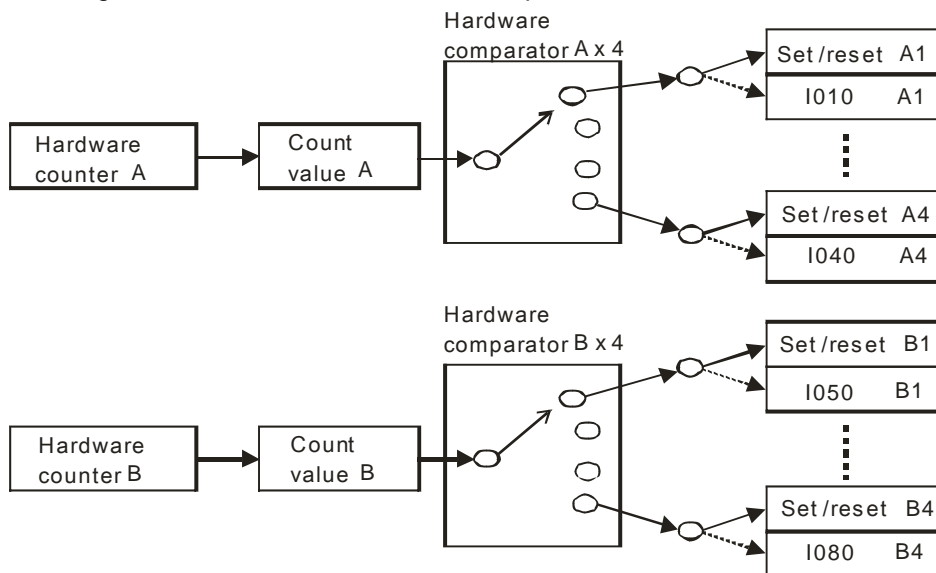 Hardware
comparator A x 4
Set/reset A1
I010 A1
Hardware
counter A
Count
value A
Set/reset A4
I040 A4
Hardware
comparator B x 4
Set/reset B1
I050 B1
Hardware
counter B
Count
value B
Set/reset B4
I080 B4